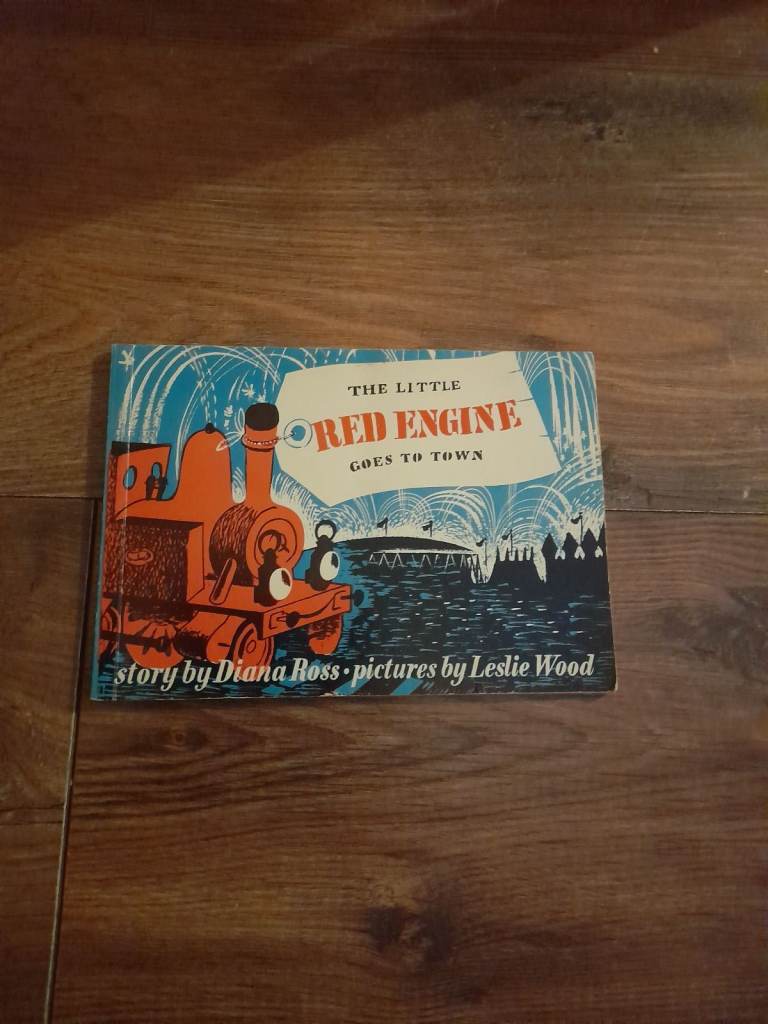 THE LITTLE
RED ENGINE
GOES TO TOWN
story by Diana Ross · pictures by Leslie Wood